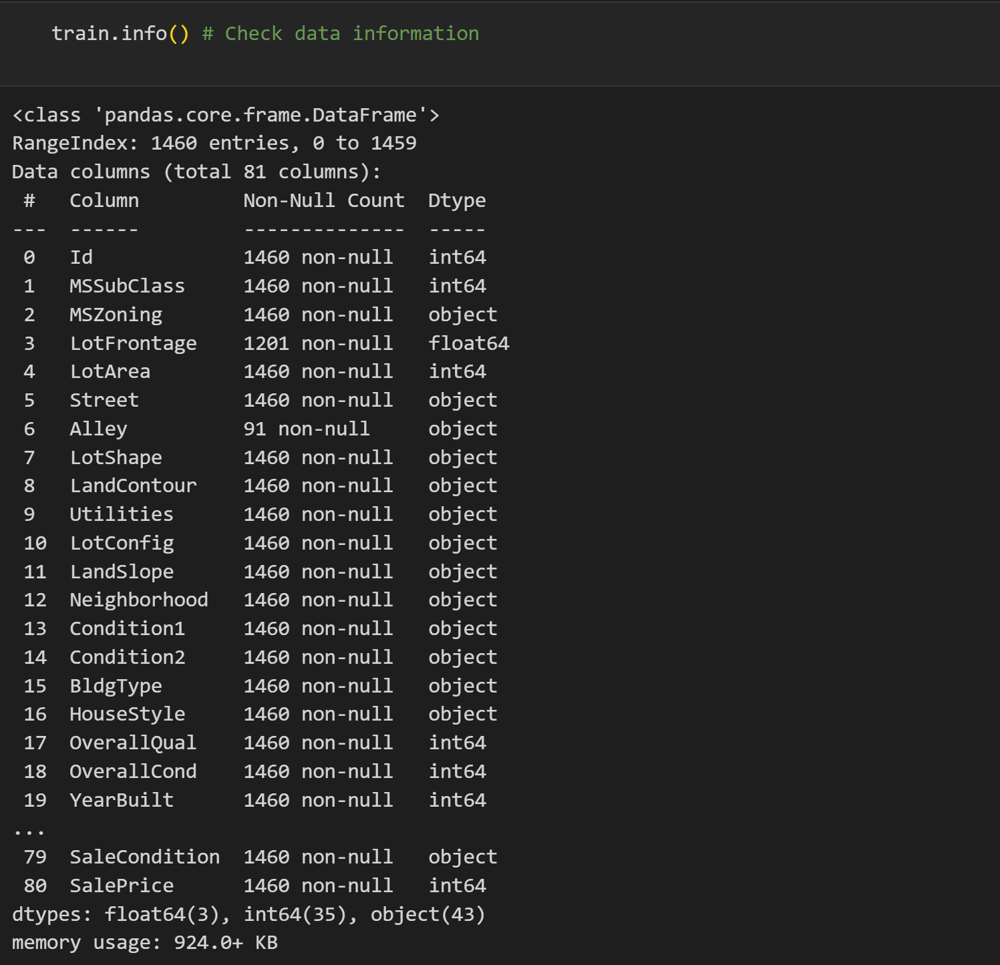 train.info() # Check data information
<class 'pandas.core.frame.DataFrame'>
RangeIndex: 1460 entries, 0 to 1459
Data columns (total 81 columns):
 #   Column         Non-Null Count  Dtype
---  ------         --------------  -----
 0   Id             1460 non-null   int64
 1   MSSubClass     1460 non-null   int64
 2   MSZoning       1460 non-null   object
 3   LotFrontage    1201 non-null   float64
 4   LotArea        1460 non-null   int64
 5   Street         1460 non-null   object
 6   Alley          91 non-null     object
 7   LotShape       1460 non-null   object
 8   LandContour    1460 non-null   object
 9   Utilities      1460 non-null   object
 10  LotConfig      1460 non-null   object
 11  LandSlope      1460 non-null   object
 12  Neighborhood   1460 non-null   object
 13  Condition1     1460 non-null   object
 14  Condition2     1460 non-null   object
 15  BldgType       1460 non-null   object
 16  HouseStyle     1460 non-null   object
 17  OverallQual    1460 non-null   int64
 18  OverallCond    1460 non-null   int64
 19  YearBuilt      1460 non-null   int64
...
 79  SaleCondition  1460 non-null   object
 80  SalePrice      1460 non-null   int64
dtypes: float64(3), int64(35), object(43)
memory usage: 924.0+ KB